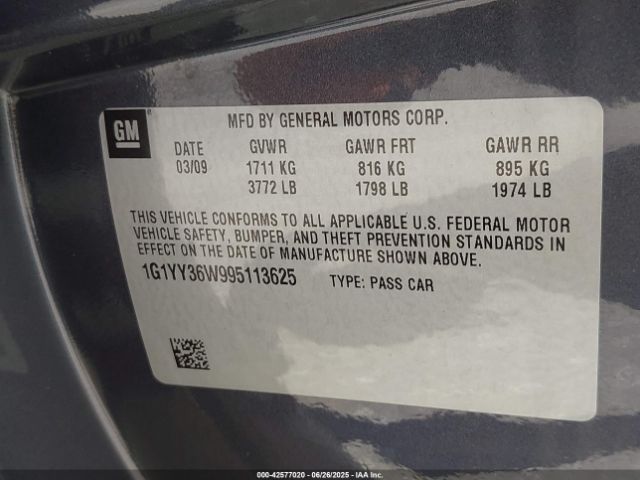 GM
MFD BY GENERAL MOTORS CORP.
DATE GVWR GAWR FRT GAWR RR
03/09 1711 KG 816 KG 895 KG
3772 LB 1798 LB 1974 LB
THIS VEHICLE CONFORMS TO ALL APPLICABLE U.S. FEDERAL MOTOR
VEHICLE SAFETY, BUMPER, AND THEFT PREVENTION STANDARDS IN
EFFECT ON THE DATE OF MANUFACTURE SHOWN ABOVE.
1G1YY36W995113625 TYPE: PASS CAR
000-42577020 - 06/26/2025 - IAAI.COM